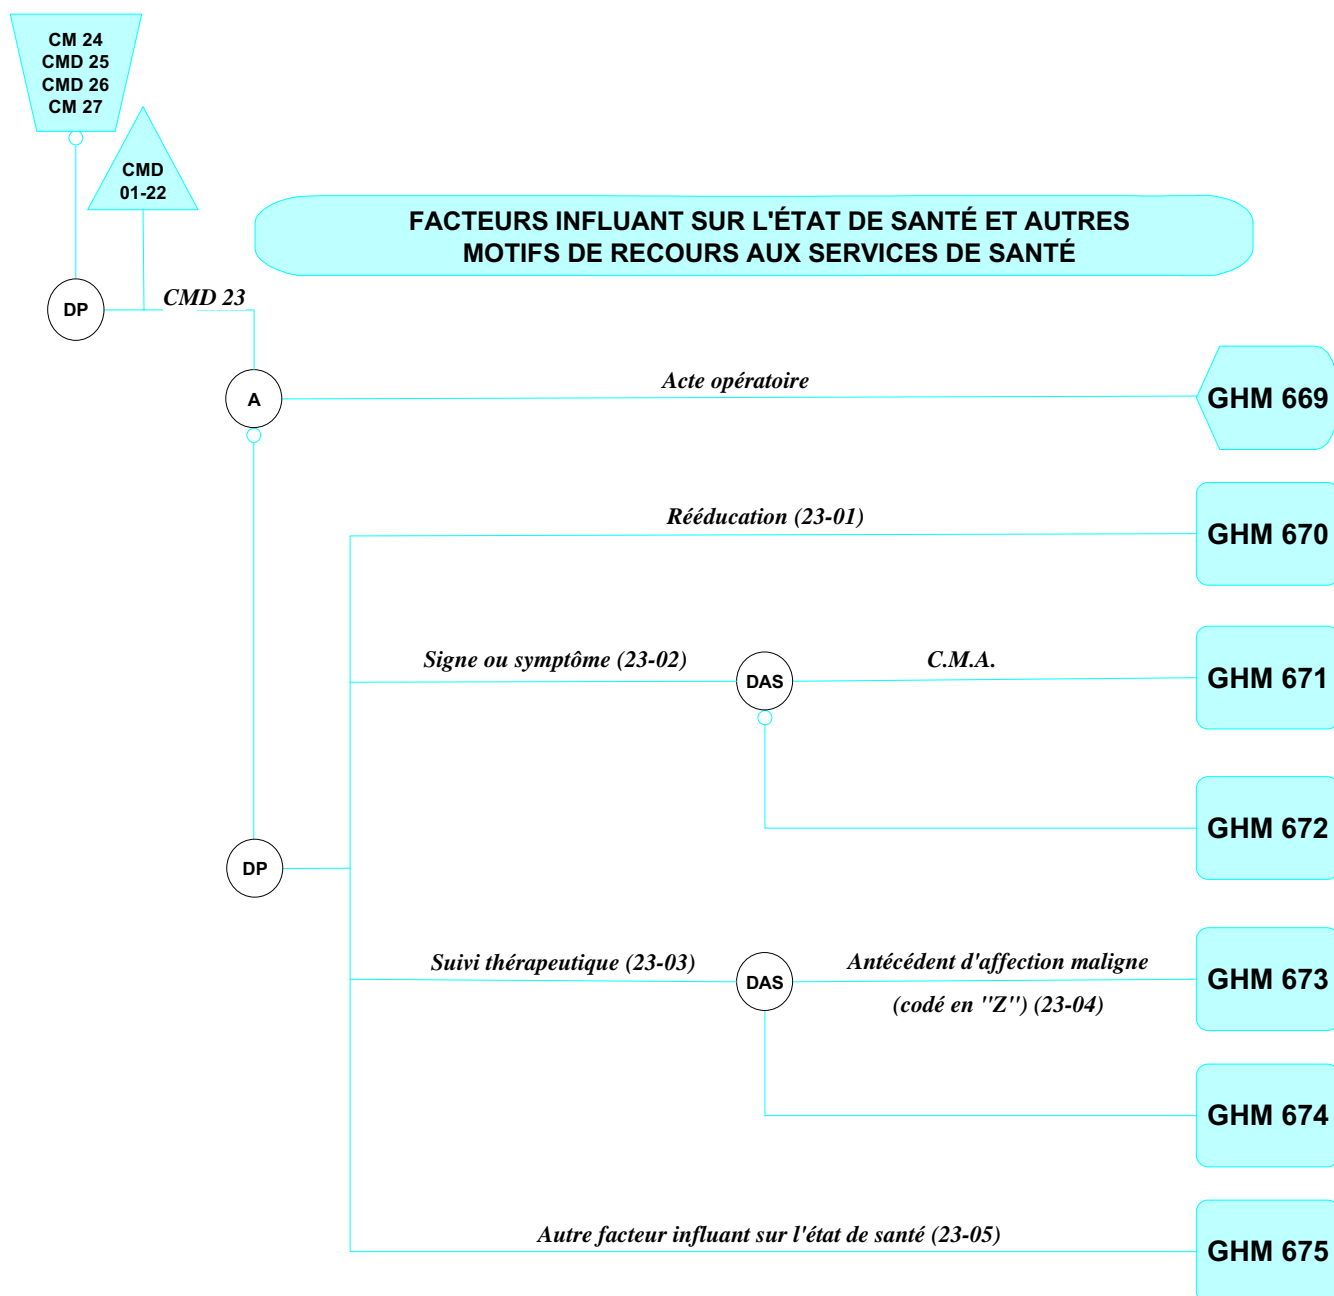 CM 24
CMD 25
CMD 26
CM 27
CMD
01-22
FACTEURS INFLUANT SUR L'ÉTAT DE SANTÉ ET AUTRES
MOTIFS DE RECOURS AUX SERVICES DE SANTÉ
DP
CMD 23
A
Acte opératoire
GHM 669
Rééducation (23-01)
GHM 670
Signe ou symptôme (23-02)
DAS
C.M.A.
GHM 671
GHM 672
DP
Suivi thérapeutique (23-03)
DAS
Antécédent d'affection maligne
(codé en "Z") (23-04)
GHM 673
GHM 674
Autre facteur influant sur l'état de santé (23-05)
GHM 675